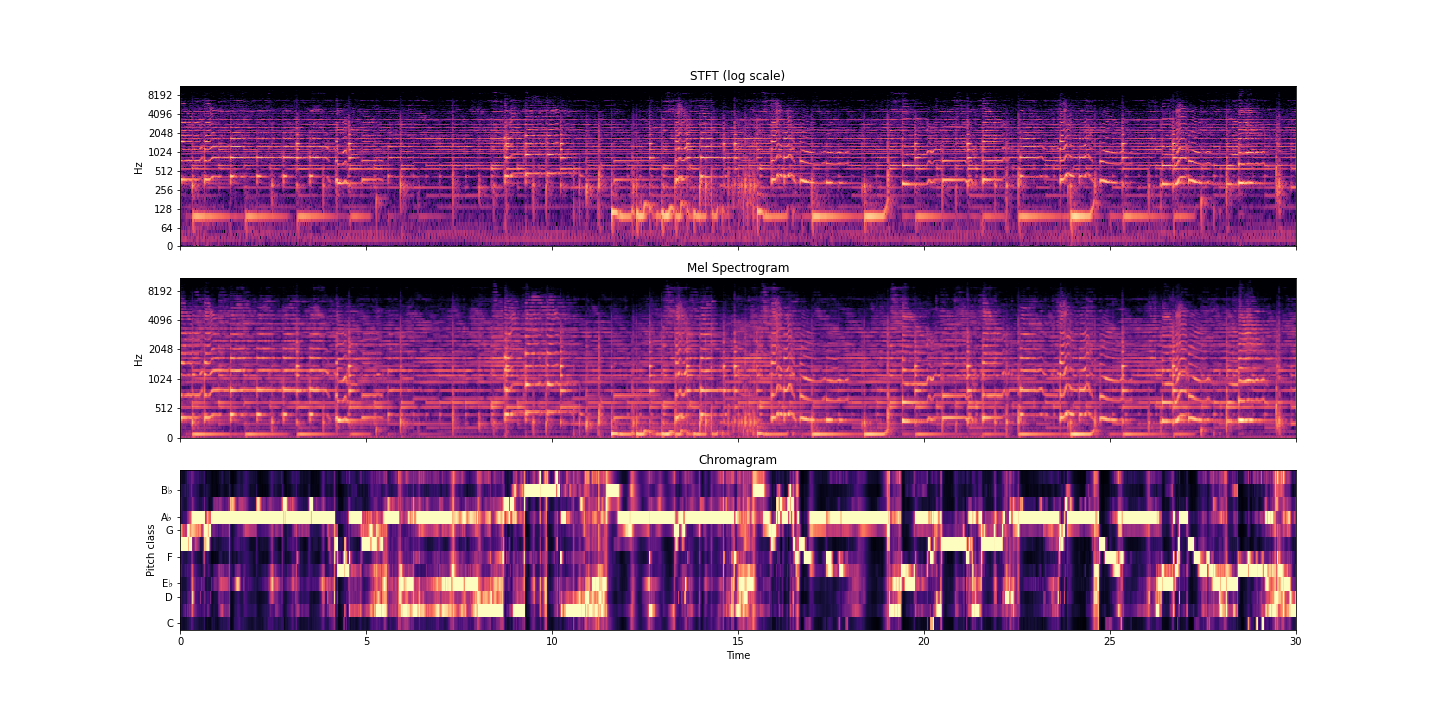 STFT (log scale)
8192
4096
2048
1024
512
256
128
64
0
Hz
Mel Spectrogram
8192
4096
2048
1024
512
0
Hz
Chromagram
B♭
A♭
G
F
E♭
D
C
Pitch class
0 5 10 15 20 25 30
Time